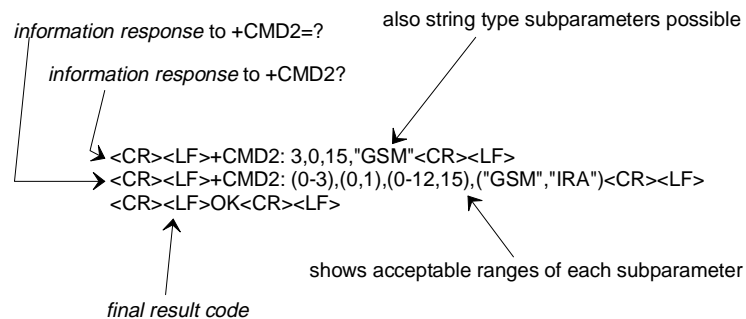 also string type subparameters possible
information response to +CMD2=?
information response to +CMD2?
<CR><LF>+CMD2: 3,0,15,"GSM"<CR><LF>
<CR><LF>+CMD2: (0-3),(0,1),(0-12,15),("GSM","IRA")<CR><LF>
<CR><LF>OK<CR><LF>
shows acceptable ranges of each subparameter
final result code